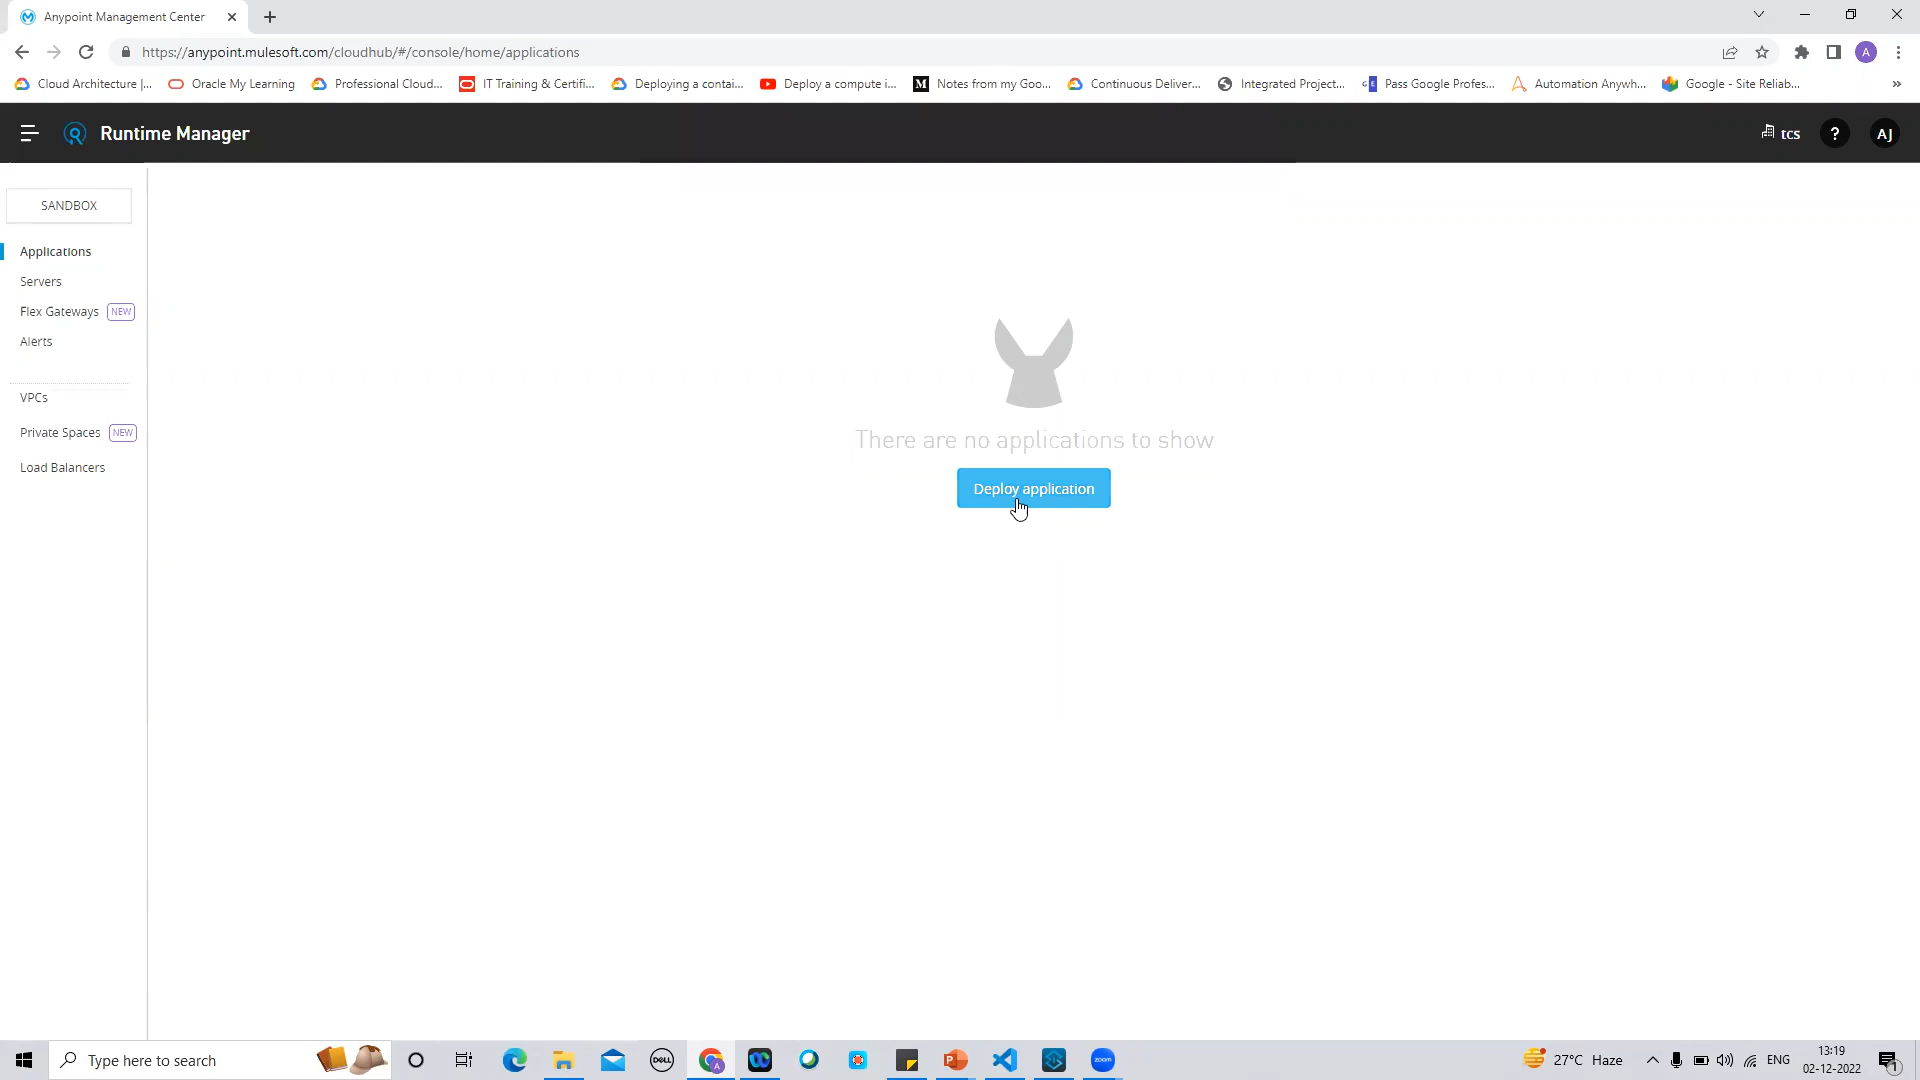 Anypoint Management Center
https://anypoint.mulesoft.com/cloudhub/#/console/home/applications
A
Cloud Architecture |...
Oracle My Learning
Professional Cloud...
IT Training & Certifi...
Deploying a contai...
Deploy a compute i...
M Notes from my Goo...
Continuous Deliver...
Integrated Project...
Pass Google Profes...
Automation Anywh...
Google - Site Reliab...
»
Runtime Manager
tcs
?
AJ
SANDBOX
Applications
Servers
Flex Gateways NEW
Alerts
VPCs
Private Spaces NEW
Load Balancers
There are no applications to show
Deploy application
Type here to search
DELL
A
P
zoom
27°C Haze
ENG
13:19
02-12-2022
1